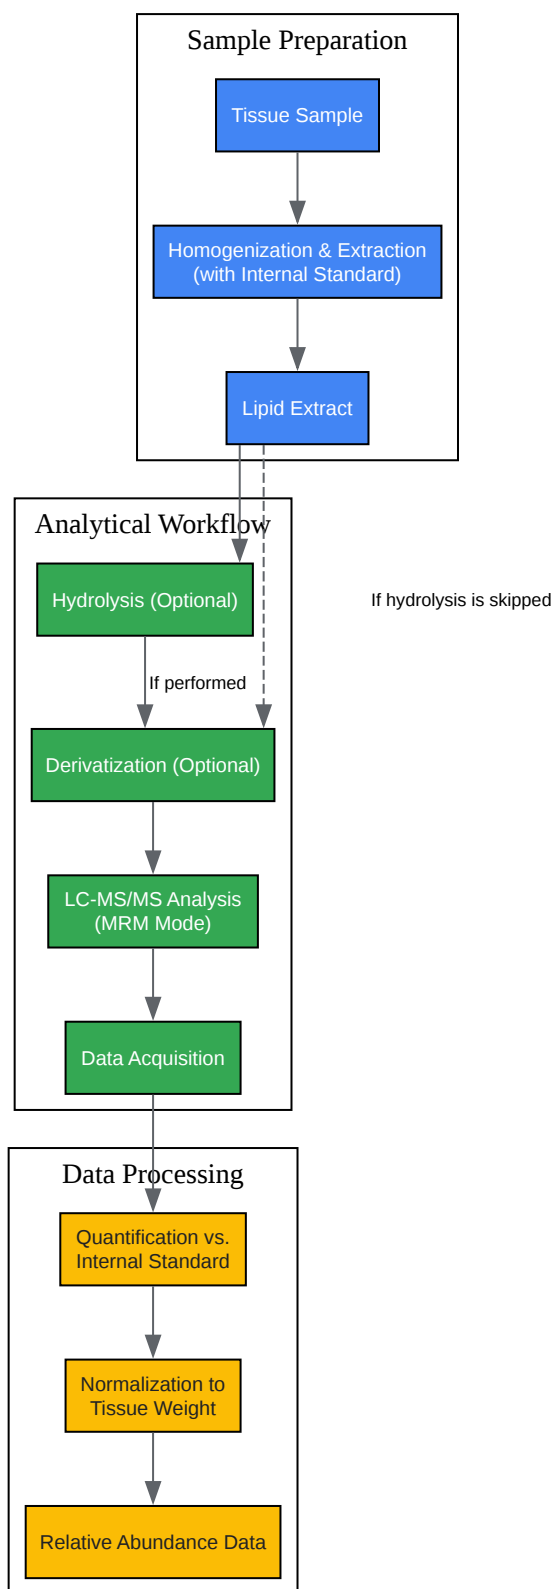 Sample Preparation
Tissue Sample
Homogenization & Extraction
(with Internal Standard)
Lipid Extract
Analytical Workflow
Hydrolysis (Optional)
If hydrolysis is skipped
If performed
Derivatization (Optional)
LC-MS/MS Analysis
(MRM Mode)
Data Acquisition
Data Processing
Quantification vs.
Internal Standard
Normalization to
Tissue Weight
Relative Abundance Data